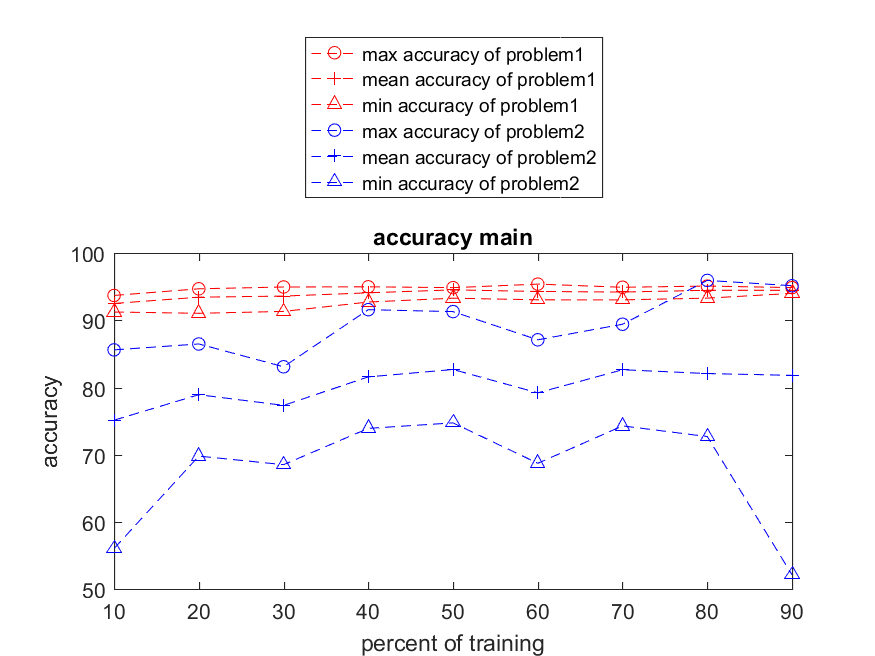 max accuracy of problem1
mean accuracy of problem1
min accuracy of problem1
max accuracy of problem2
mean accuracy of problem2
min accuracy of problem2
accuracy main
100
90
80
70
60
50
accuracy
10 20 30 40 50 60 70 80 90
percent of training